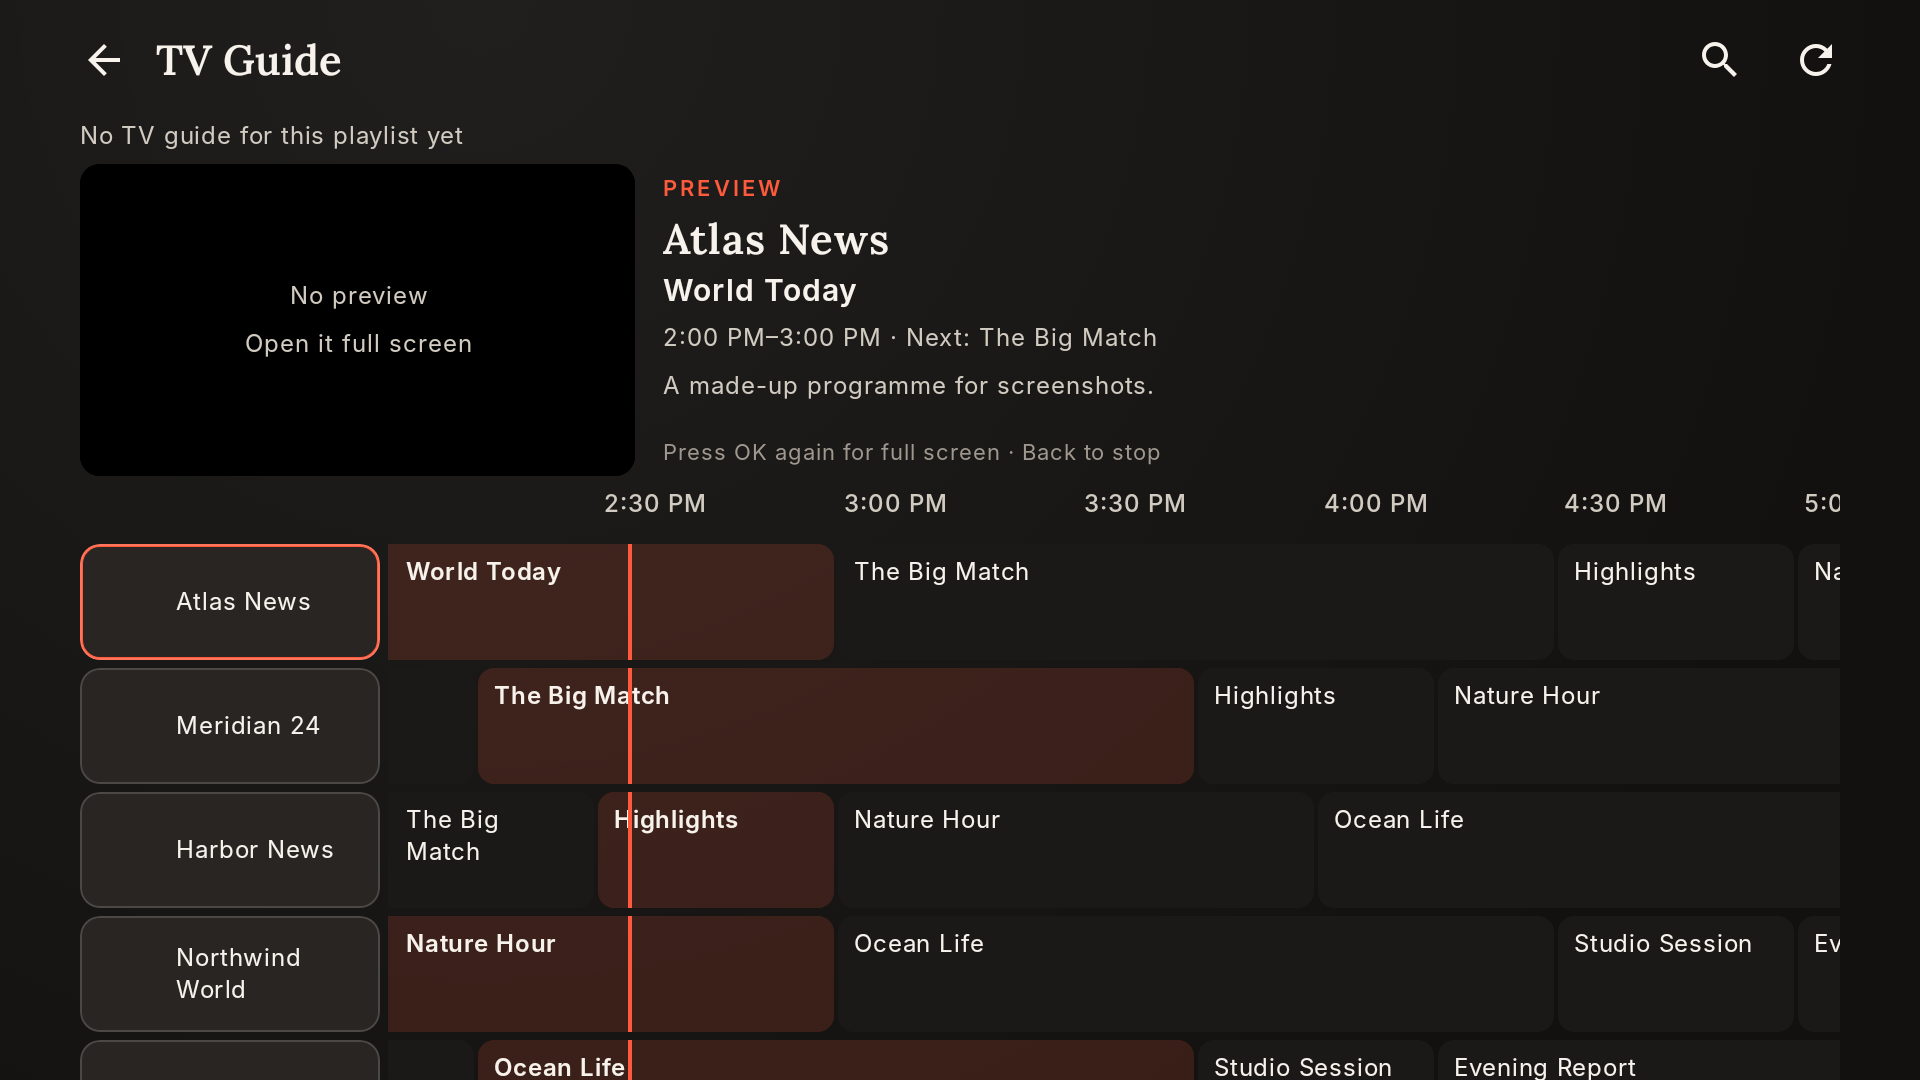 TV Guide
No TV guide for this playlist yet
No preview
Open it full screen
PREVIEW
Atlas News
World Today
2:00 PM–3:00 PM · Next: The Big Match
A made-up programme for screenshots.
Press OK again for full screen · Back to stop
2:30 PM 3:00 PM 3:30 PM 4:00 PM 4:30 PM 5:0
Atlas News World Today The Big Match Highlights Na
Meridian 24 The Big Match Highlights Nature Hour
Harbor News The Big Match Highlights Nature Hour Ocean Life
Northwind World Nature Hour Ocean Life Studio Session Ev
Ocean Life Studio Session Evening Report